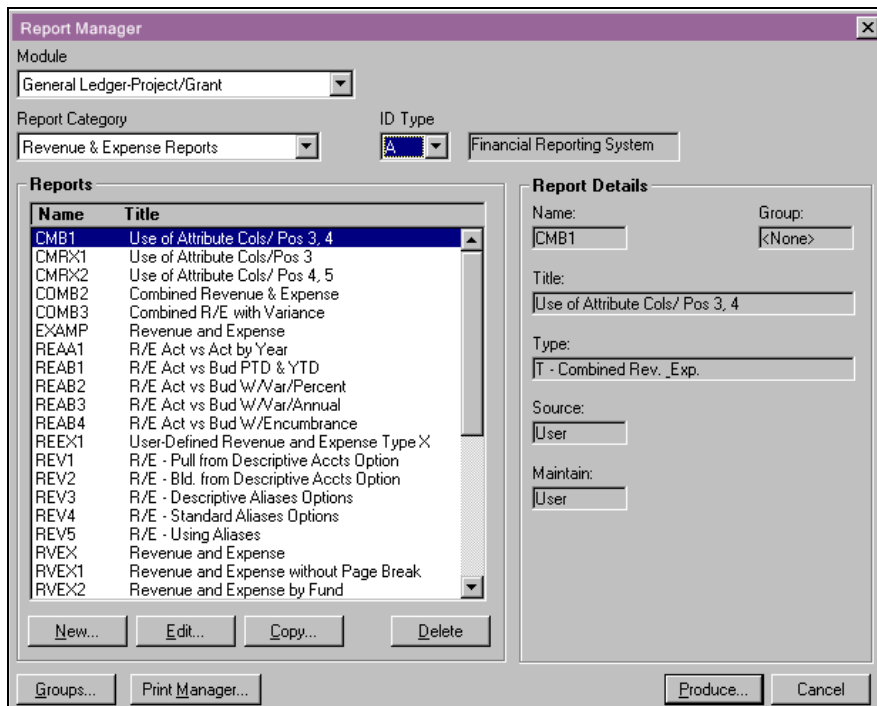 Report Manager
Module
General Ledger-Project/Grant
Report Category
ID Type
Revenue & Expense Reports
A
Financial Reporting System
Reports
Name Title
CMB1 Use of Attribute Cols/ Pos 3, 4
CMRX1 Use of Attribute Cols/Pos 3
CMRX2 Use of Attribute Cols/ Pos 4, 5
COMB2 Combined Revenue & Expense
COMB3 Combined R/E with Variance
EXAMP Revenue and Expense
REAA1 R/E Act vs Act by Year
REAB1 R/E Act vs Bud PTD & YTD
REAB2 R/E Act vs Bud W/Var/Percent
REAB3 R/E Act vs Bud W/Var/Annual
REAB4 R/E Act vs Bud W/Encumbrance
REEX1 User-Defined Revenue and Expense Type X
REV1 R/E - Pull from Descriptive Accts Option
REV2 R/E - Bld. from Descriptive Accts Option
REV3 R/E - Descriptive Aliases Options
REV4 R/E - Standard Aliases Options
REV5 R/E - Using Aliases
RVEX Revenue and Expense
RVEX1 Revenue and Expense without Page Break
RVEX2 Revenue and Expense by Fund
New... Edit... Copy... Delete
Report Details
Name: Group:
CMB1 <None>
Title:
Use of Attribute Cols/ Pos 3, 4
Type:
T - Combined Rev. _Exp.
Source:
User
Maintain:
User
Groups... Print Manager... Produce... Cancel